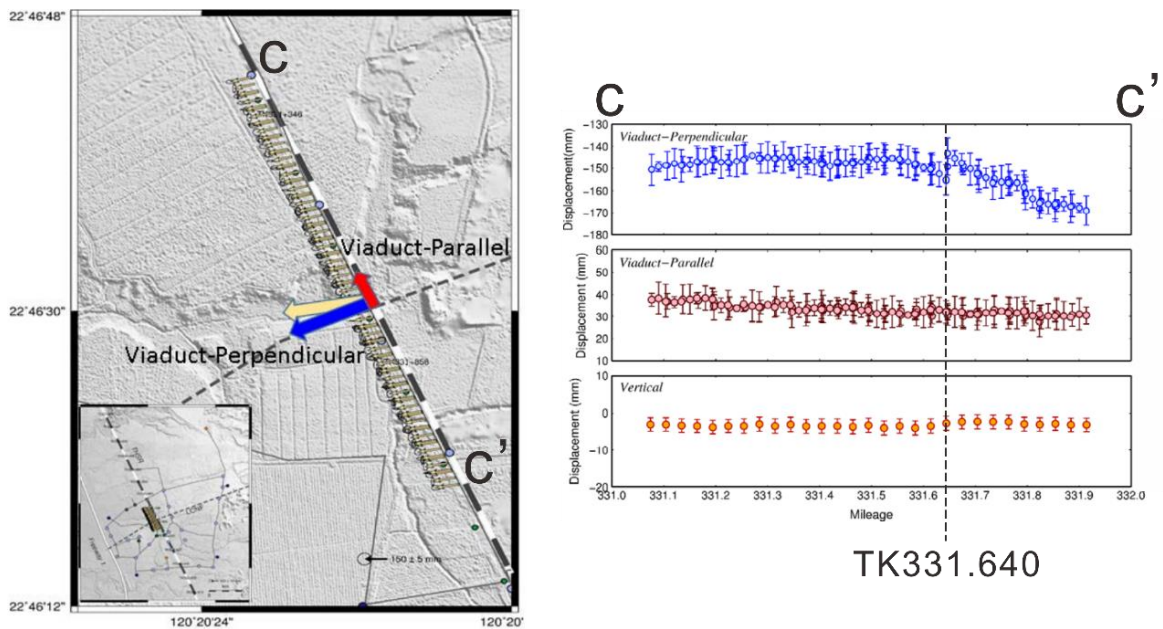 22°46'48"
C
Viaduct-Parallel
22°46'30"
Viaduct-Perpendicular
C'
150 ± 5 mm
22°46'12"
120°20'24"
120°20'
C
C'
Viaduct-Perpendicular
Displacement(mm)
-130
-140
-150
-160
-170
-180
Viaduct-Parallel
Displacement (mm)
60
50
40
30
20
10
Vertical
Displacement (mm)
10
0
-10
-20
331.0
331.1
331.2
331.3
331.4
331.5
331.6
331.7
331.8
331.9
332.0
Mileage
TK331.640